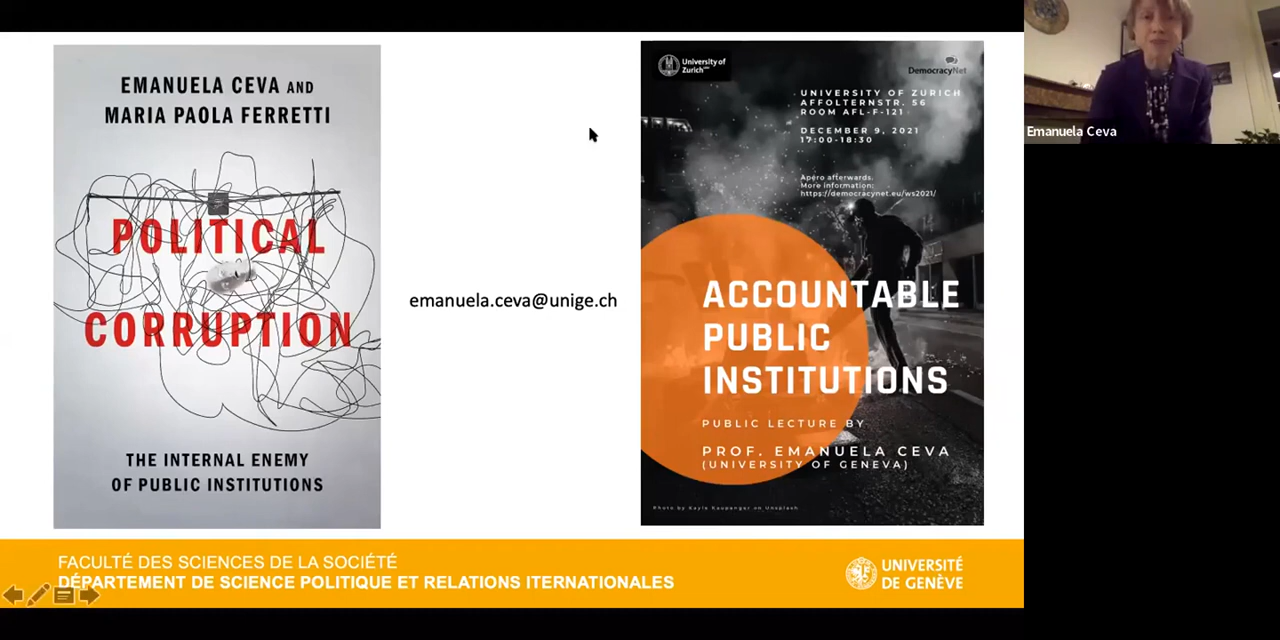 EMANUELA CEVA AND
MARIA PAOLA FERRETTI
POLITICAL
CORRUPTION
THE INTERNAL ENEMY
OF PUBLIC INSTITUTIONS
emanuela.ceva@unige.ch
University of
Zurich
DemocracyNet
UNIVERSITY OF ZURICH
AFFOLTERNSTR. 56
ROOM AFL-F-121
DECEMBER 9, 2021
17:00-18:30
Apero afterwards.
More information:
https://democracynet.eu/ws2021/
ACCOUNTABLE
PUBLIC
INSTITUTIONS
PUBLIC LECTURE BY
PROF. EMANUELA CEVA
(UNIVERSITY OF GENEVA)
Photo by Kayle Kaupanger on Unsplash
FACULTÉ DES SCIENCES DE LA SOCIÉTÉ
DÉPARTEMENT DE SCIENCE POLITIQUE ET RELATIONS ITERNATIONALES
UNIVERSITÉ
DE GENÈVE
Emanuela Ceva